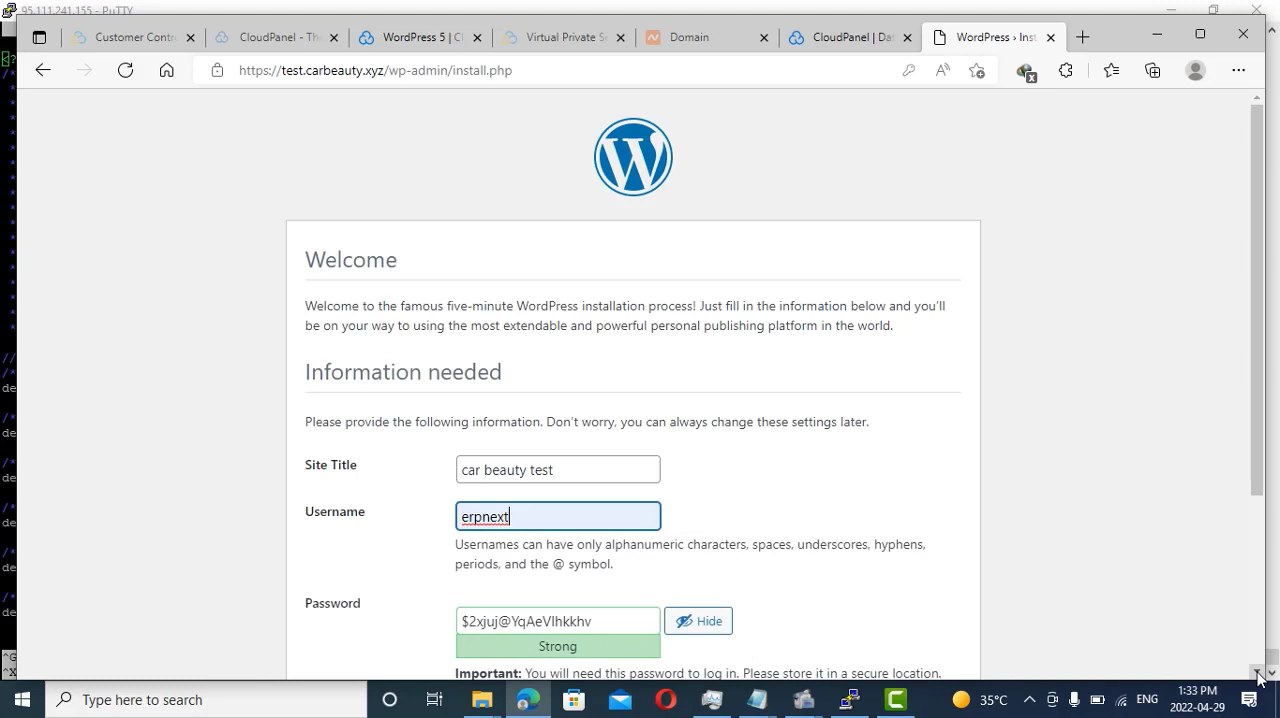 95.111.241.155 - PuTTY
Customer Contr
CloudPanel - The
WordPress 5 | Cl
Virtual Private Se
Domain
CloudPanel | Dat
WordPress › Inst
https://test.carbeauty.xyz/wp-admin/install.php
Welcome
Welcome to the famous five-minute WordPress installation process! Just fill in the information below and you'll
be on your way to using the most extendable and powerful personal publishing platform in the world.
Information needed
Please provide the following information. Don't worry, you can always change these settings later.
Site Title
car beauty test
Username
erpnext
Usernames can have only alphanumeric characters, spaces, underscores, hyphens,
periods, and the @ symbol.
Password
$2xjuj@YqAeVIhkkhv
Hide
Strong
Important: You will need this password to log in. Please store it in a secure location.
Type here to search
35°C
ENG
1:33 PM
2022-04-29